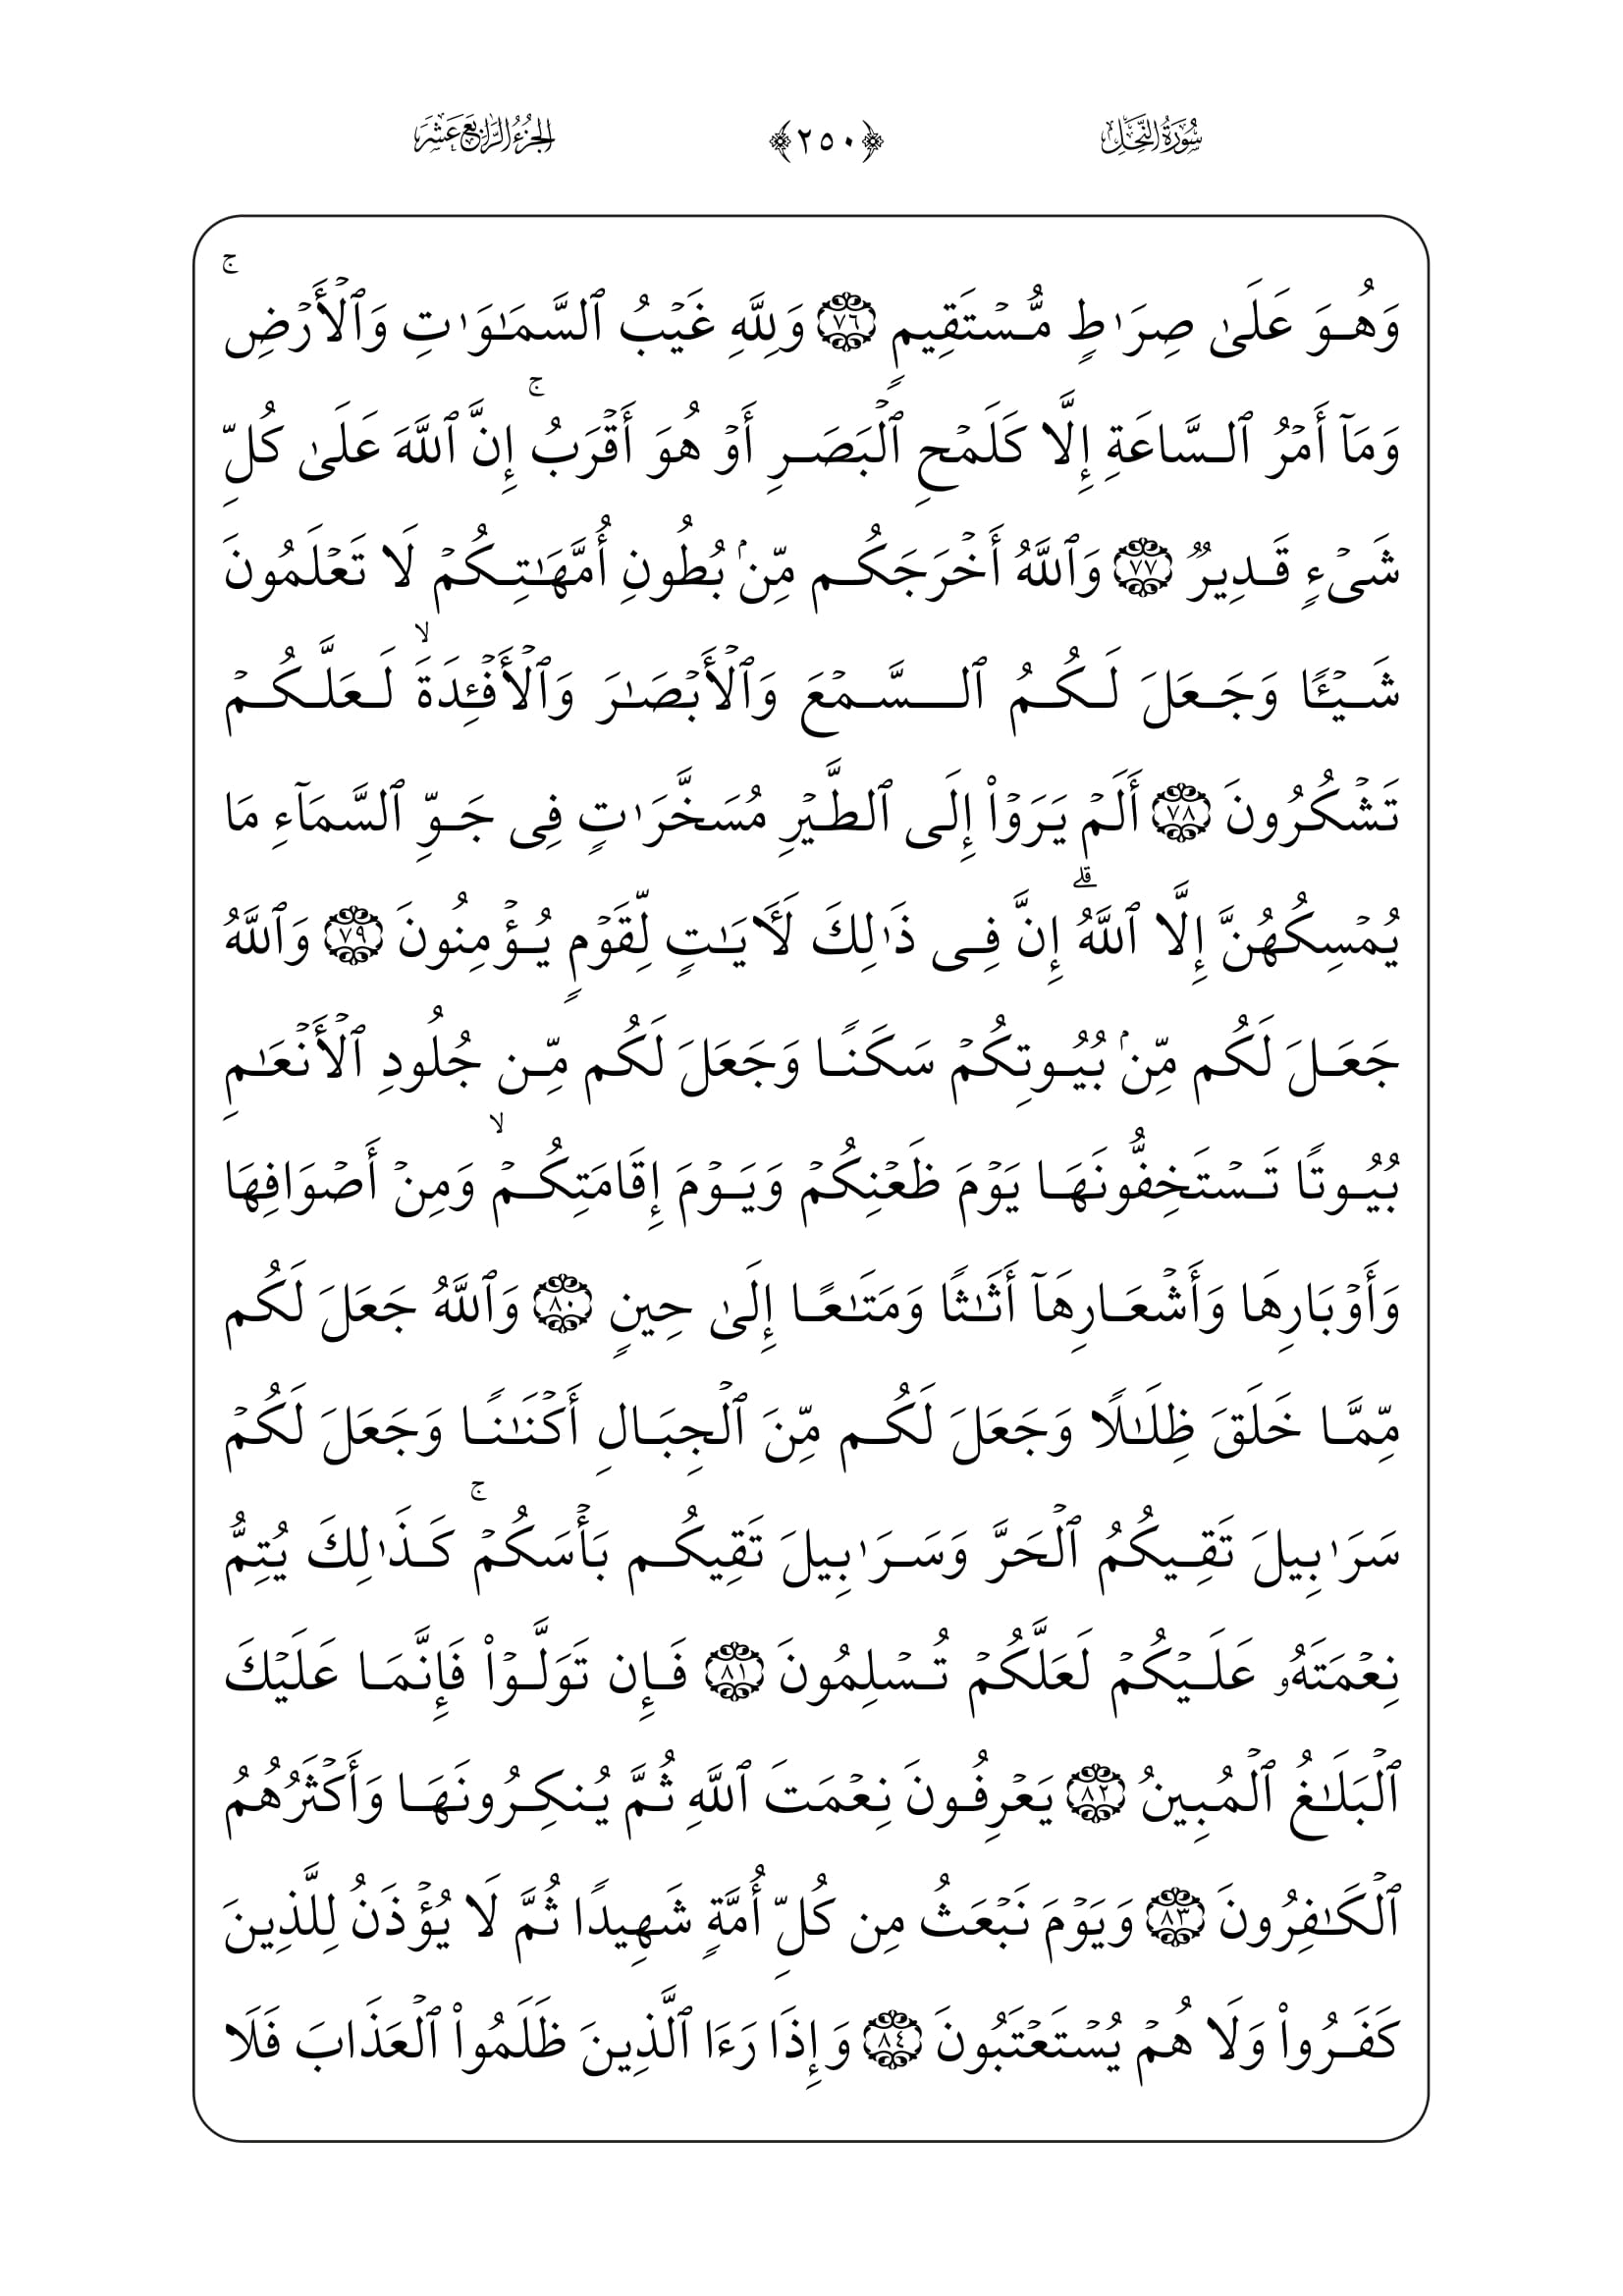 سُورَةُ النَّحۡلِ ﴿٢٥٠﴾ الجُزْءُ الرَّابِعَ عَشَرَ
وَهُوَ عَلَىٰ صِرَٰطٍ مُّسۡتَقِيمٍ ٧٦ وَلِلَّهِ غَيۡبُ ٱلسَّمَٰوَٰتِ وَٱلۡأَرۡضِۚ
وَمَآ أَمۡرُ ٱلسَّاعَةِ إِلَّا كَلَمۡحِ ٱلۡبَصَرِ أَوۡ هُوَ أَقۡرَبُۚ إِنَّ ٱللَّهَ عَلَىٰ كُلِّ
شَيۡءٍ قَدِيرٌ ٧٧ وَٱللَّهُ أَخۡرَجَكُم مِّنۢ بُطُونِ أُمَّهَٰتِكُمۡ لَا تَعۡلَمُونَ
شَيۡـًٔا وَجَعَلَ لَكُمُ ٱلسَّمۡعَ وَٱلۡأَبۡصَٰرَ وَٱلۡأَفۡـِٔدَةَۙ لَعَلَّكُمۡ
تَشۡكُرُونَ ٧٨ أَلَمۡ يَرَوۡاْ إِلَى ٱلطَّيۡرِ مُسَخَّرَٰتٍ فِي جَوِّ ٱلسَّمَآءِ مَا
يُمۡسِكُهُنَّ إِلَّا ٱللَّهُۗ إِنَّ فِي ذَٰلِكَ لَأٓيَٰتٍ لِّقَوۡمٍ يُؤۡمِنُونَ ٧٩ وَٱللَّهُ
جَعَلَ لَكُم مِّنۢ بُيُوتِكُمۡ سَكَنًا وَجَعَلَ لَكُم مِّن جُلُودِ ٱلۡأَنۡعَٰمِ
بُيُوتًا تَسۡتَخِفُّونَهَا يَوۡمَ ظَعۡنِكُمۡ وَيَوۡمَ إِقَامَتِكُمۡۙ وَمِنۡ أَصۡوَافِهَا
وَأَوۡبَارِهَا وَأَشۡعَارِهَآ أَثَٰثًا وَمَتَٰعًا إِلَىٰ حِينٍ ٨٠ وَٱللَّهُ جَعَلَ لَكُم
مِّمَّا خَلَقَ ظِلَٰلًا وَجَعَلَ لَكُم مِّنَ ٱلۡجِبَالِ أَكۡنَٰنًا وَجَعَلَ لَكُمۡ
سَرَٰبِيلَ تَقِيكُمُ ٱلۡحَرَّ وَسَرَٰبِيلَ تَقِيكُم بَأۡسَكُمۡۚ كَذَٰلِكَ يُتِمُّ
نِعۡمَتَهُۥ عَلَيۡكُمۡ لَعَلَّكُمۡ تُسۡلِمُونَ ٨١ فَإِن تَوَلَّوۡاْ فَإِنَّمَا عَلَيۡكَ
ٱلۡبَلَٰغُ ٱلۡمُبِينُ ٨٢ يَعۡرِفُونَ نِعۡمَتَ ٱللَّهِ ثُمَّ يُنكِرُونَهَا وَأَكۡثَرُهُمُ
ٱلۡكَٰفِرُونَ ٨٣ وَيَوۡمَ نَبۡعَثُ مِن كُلِّ أُمَّةٍ شَهِيدًا ثُمَّ لَا يُؤۡذَنُ لِلَّذِينَ
كَفَرُواْ وَلَا هُمۡ يُسۡتَعۡتَبُونَ ٨٤ وَإِذَا رَءَا ٱلَّذِينَ ظَلَمُواْ ٱلۡعَذَابَ فَلَا